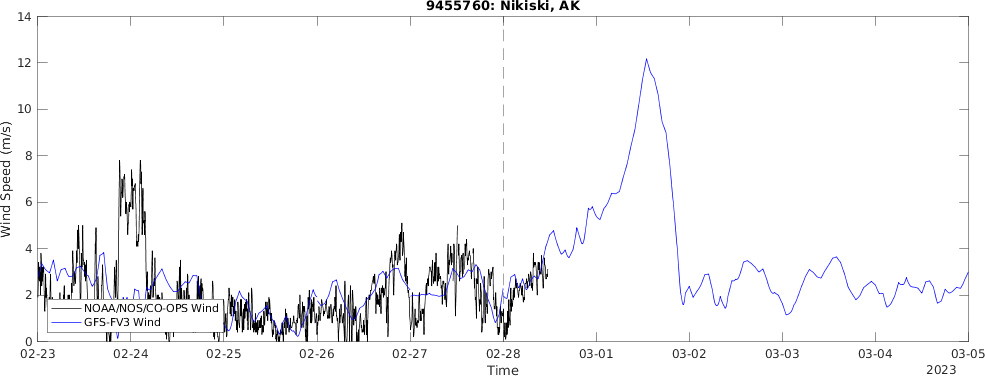 9455760: Nikiski, AK
Wind Speed (m/s)
14
12
10
8
6
4
2
0
NOAA/NOS/CO-OPS Wind
GFS-FV3 Wind
02-23 02-24 02-25 02-26 02-27 02-28 03-01 03-02 03-03 03-04 03-05
Time
2023